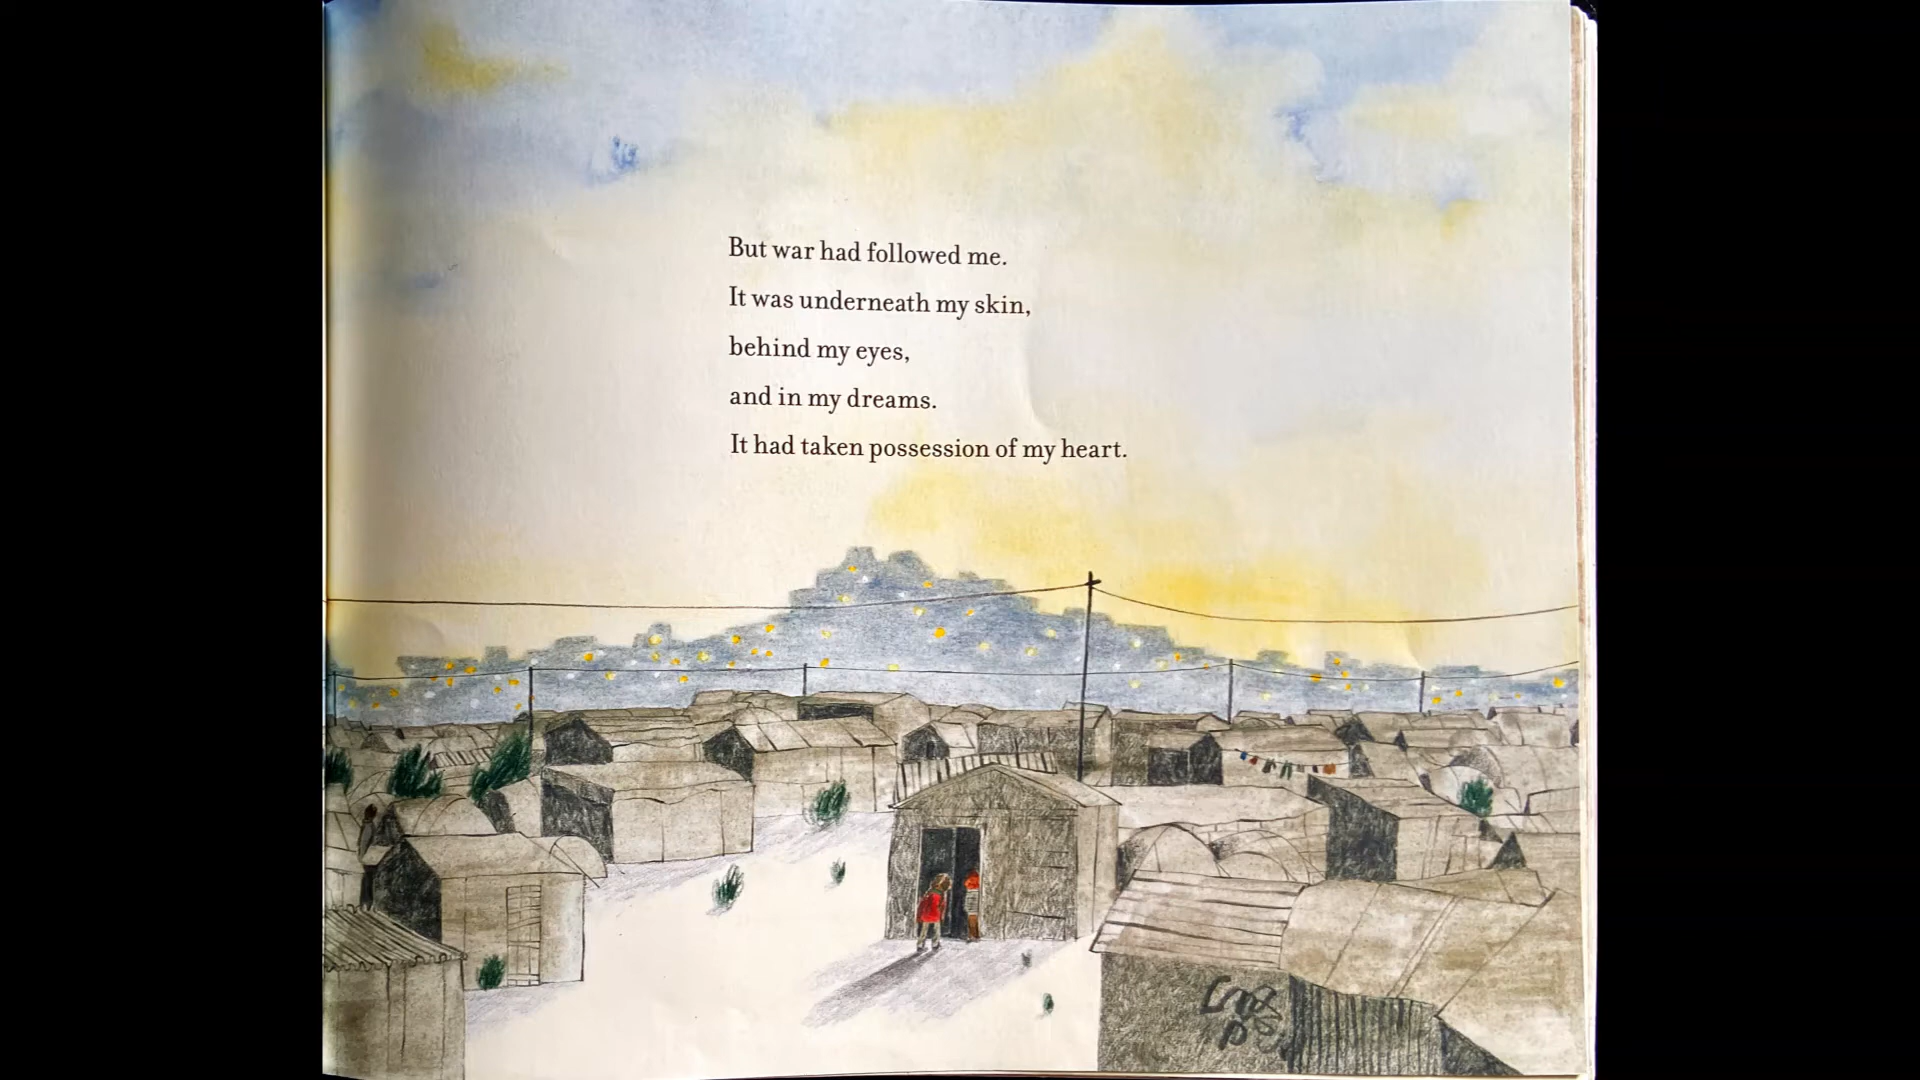 But war had followed me.
It was underneath my skin,
behind my eyes,
and in my dreams.
It had taken possession of my heart.